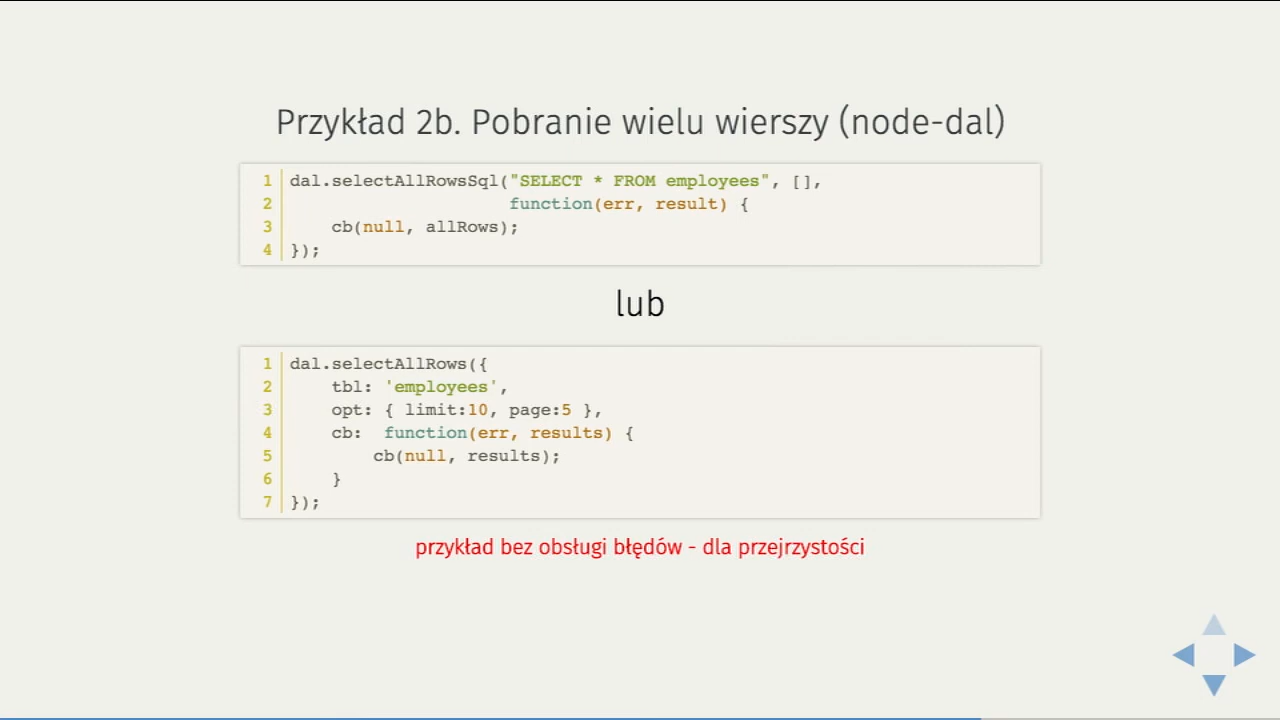 Przykład 2b. Pobranie wielu wierszy (node-dal)
1 dal.selectAllRowsSql("SELECT * FROM employees", [],
2                      function(err, result) {
3     cb(null, allRows);
4 });
lub
1 dal.selectAllRows({
2     tbl: 'employees',
3     opt: { limit:10, page:5 },
4     cb:  function(err, results) {
5         cb(null, results);
6     }
7 });
przykład bez obsługi błędów - dla przejrzystości